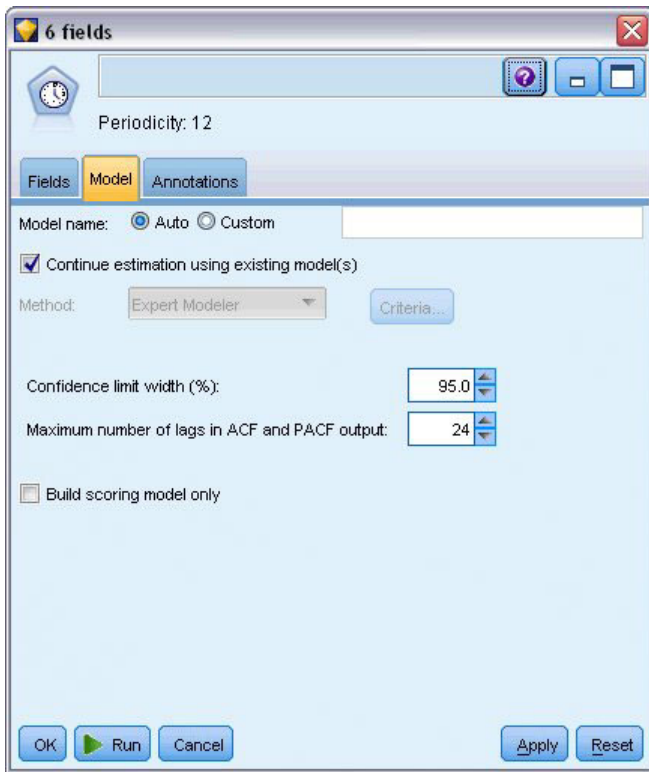 6 fields
Periodicity: 12
Fields Model Annotations
Model name: Auto Custom
Continue estimation using existing model(s)
Method: Expert Modeler Criteria...
Confidence limit width (%): 95.0
Maximum number of lags in ACF and PACF output: 24
Build scoring model only
OK Run Cancel Apply Reset